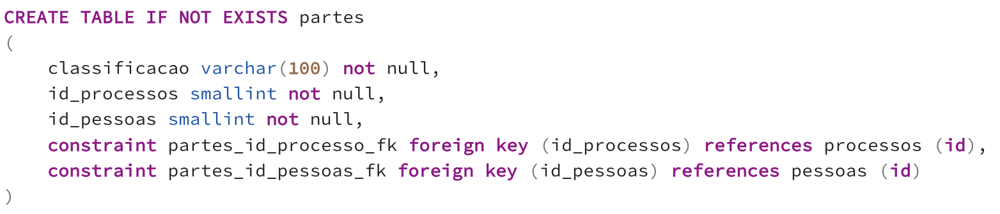 CREATE TABLE IF NOT EXISTS partes
(
    classificacao varchar(100) not null,
    id_processos smallint not null,
    id_pessoas smallint not null,
    constraint partes_id_processo_fk foreign key (id_processos) references processos (id),
    constraint partes_id_pessoas_fk foreign key (id_pessoas) references pessoas (id)
)